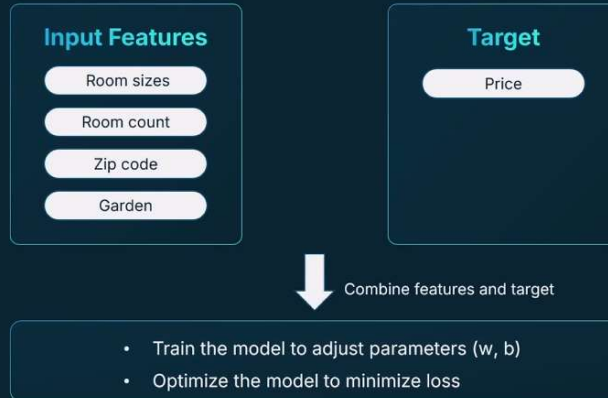 Input Features
Room sizes
Room count
Zip code
Garden
Target
Price
Combine features and target
• Train the model to adjust parameters (w, b)
• Optimize the model to minimize loss